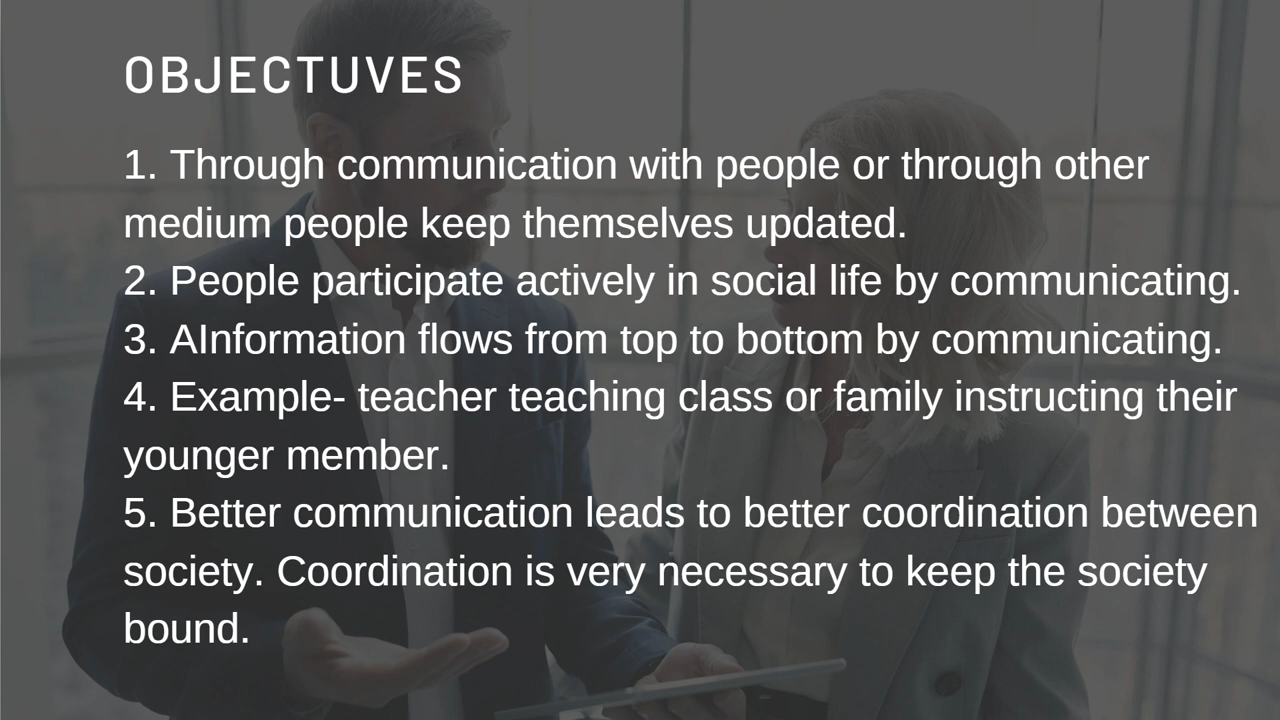 OBJECTUVES
1. Through communication with people or through other
medium people keep themselves updated.
2. People participate actively in social life by communicating.
3. AInformation flows from top to bottom by communicating.
4. Example- teacher teaching class or family instructing their
younger member.
5. Better communication leads to better coordination between
society. Coordination is very necessary to keep the society
bound.